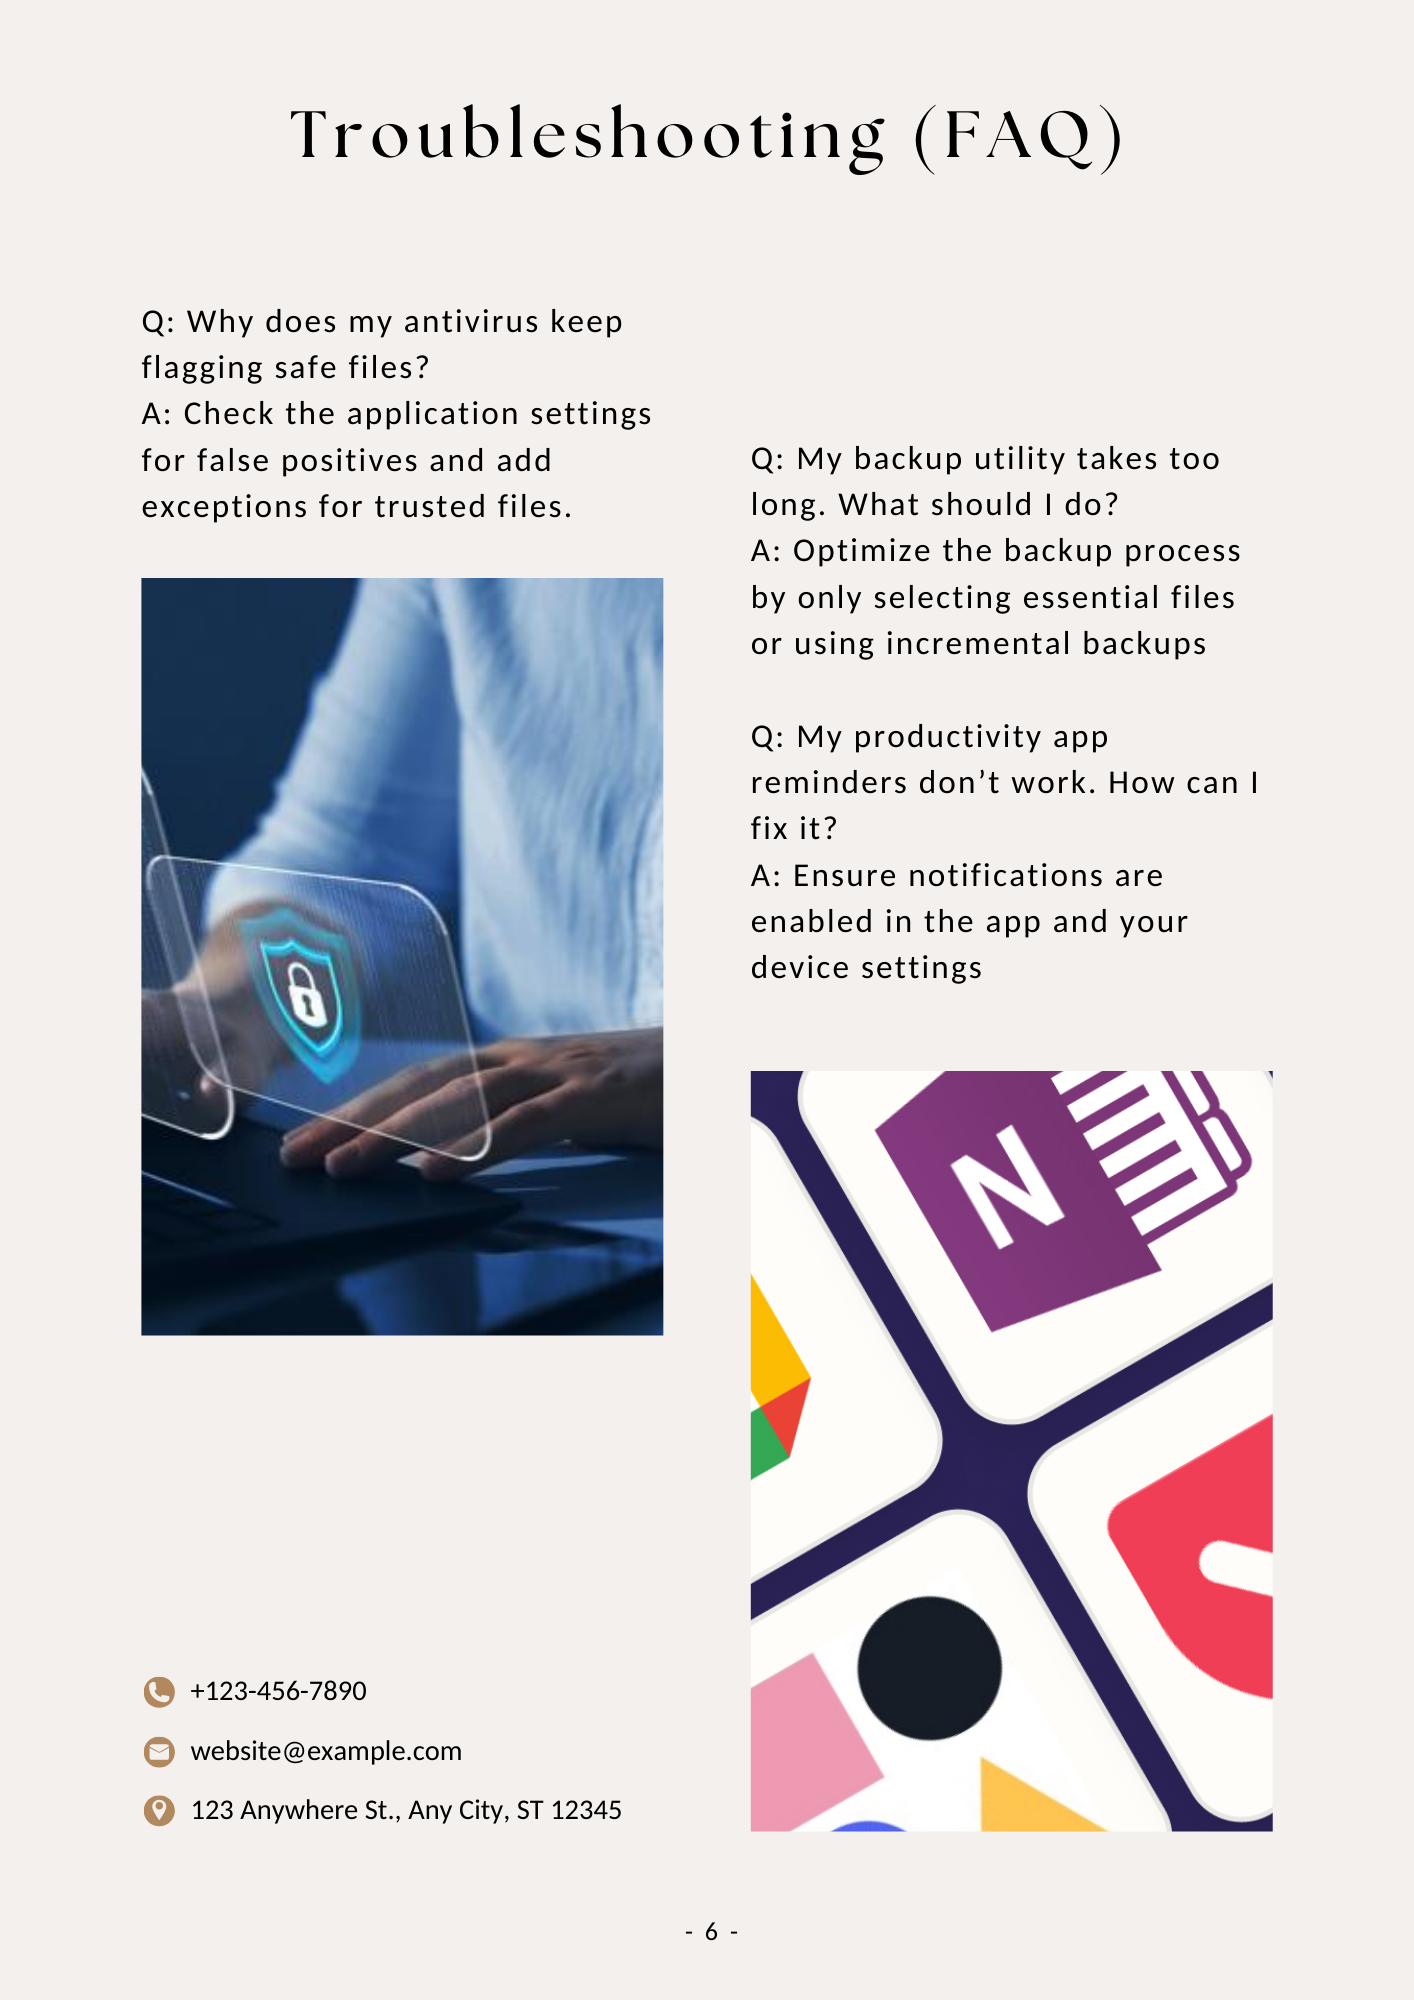 Troubleshooting (FAQ)
Q: Why does my antivirus keep
flagging safe files?
A: Check the application settings
for false positives and add
exceptions for trusted files.
Q: My backup utility takes too
long. What should I do?
A: Optimize the backup process
by only selecting essential files
or using incremental backups
Q: My productivity app
reminders don’t work. How can I
fix it?
A: Ensure notifications are
enabled in the app and your
device settings
N
+123-456-7890
website@example.com
123 Anywhere St., Any City, ST 12345
- 6 -